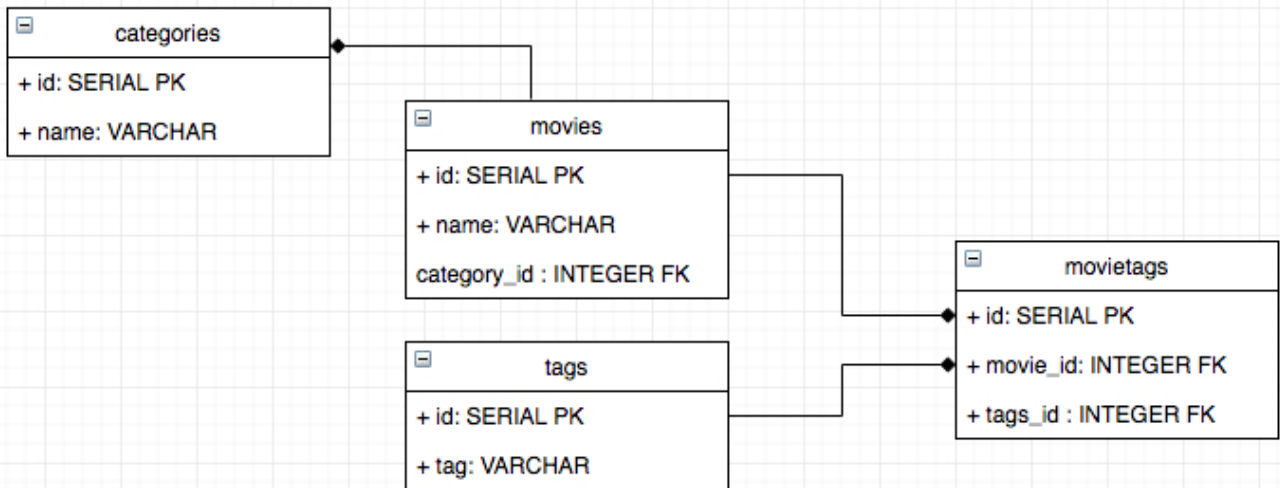 categories
+ id: SERIAL PK
+ name: VARCHAR
movies
+ id: SERIAL PK
+ name: VARCHAR
category_id : INTEGER FK
movietags
+ id: SERIAL PK
+ movie_id: INTEGER FK
+ tags_id : INTEGER FK
tags
+ id: SERIAL PK
+ tag: VARCHAR